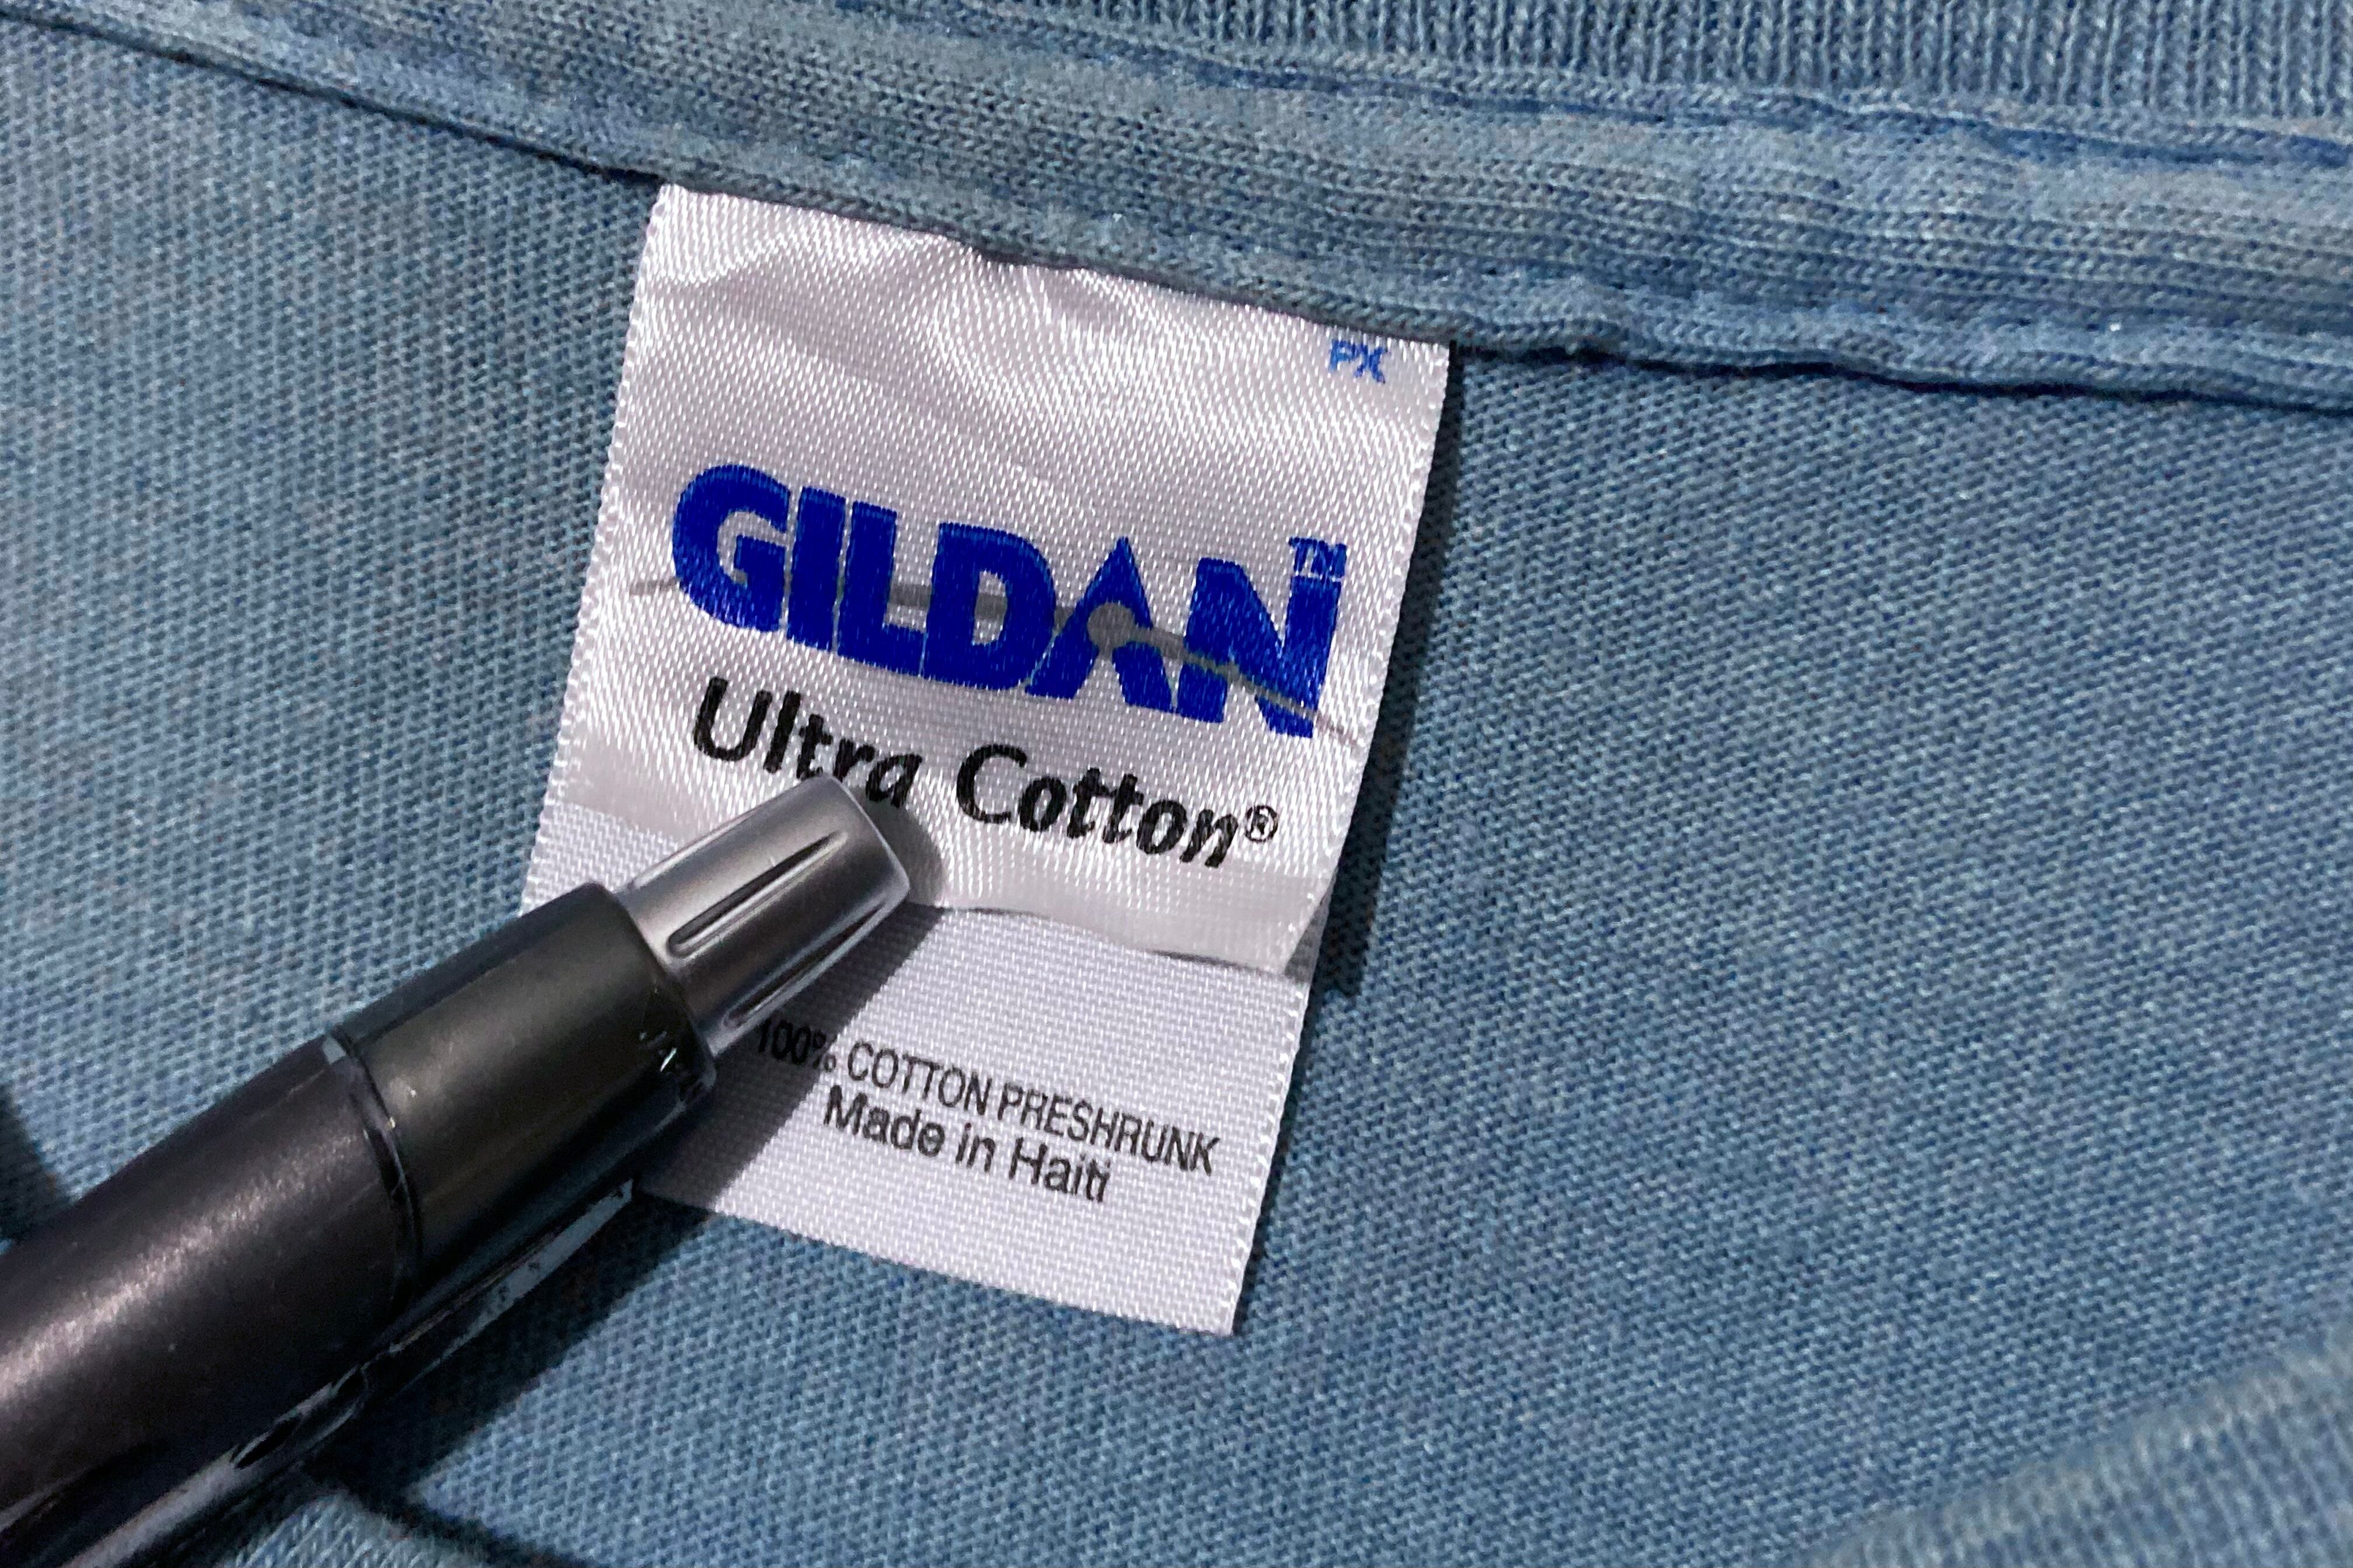 PX
GILDAN™
Ultra Cotton®
100% COTTON PRESHRUNK
Made in Haiti